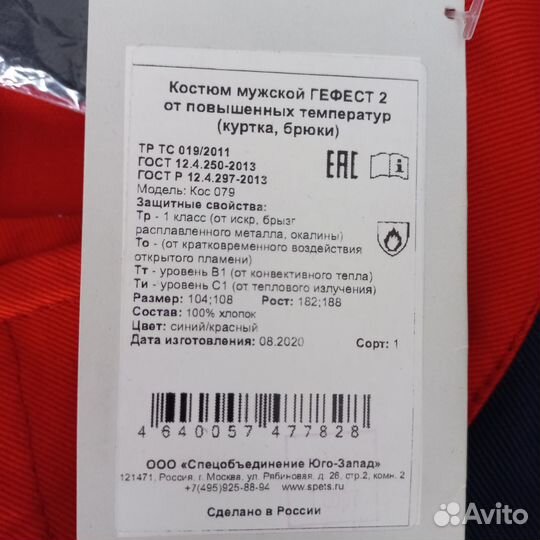 Костюм мужской ГЕФЕСТ 2
от повышенных температур
(куртка, брюки)
ТР ТС 019/2011
ГОСТ 12.4.250-2013
ГОСТ Р 12.4.297-2013
Модель: Кос 079
EAC
i
Защитные свойства:
Тр - 1 класс (от искр, брызг
расплавленного металла, окалины)
То - (от кратковременного воздействия
открытого пламени)
Тт - уровень В1 (от конвективного тепла)
Ти - уровень С1 (от теплового излучения)
Размер: 104;108 Рост: 182;188
Состав: 100% хлопок
Цвет: синий/красный
Дата изготовления: 08.2020 Сорт: 1
4 640057 477828
ООО «Спецобъединение Юго-Запад»
121471, Россия, г. Москва, ул. Рябиновая, д. 26, стр.2, комн. 2
+7(495)925-88-94 www.spets.ru
Сделано в России
Avito